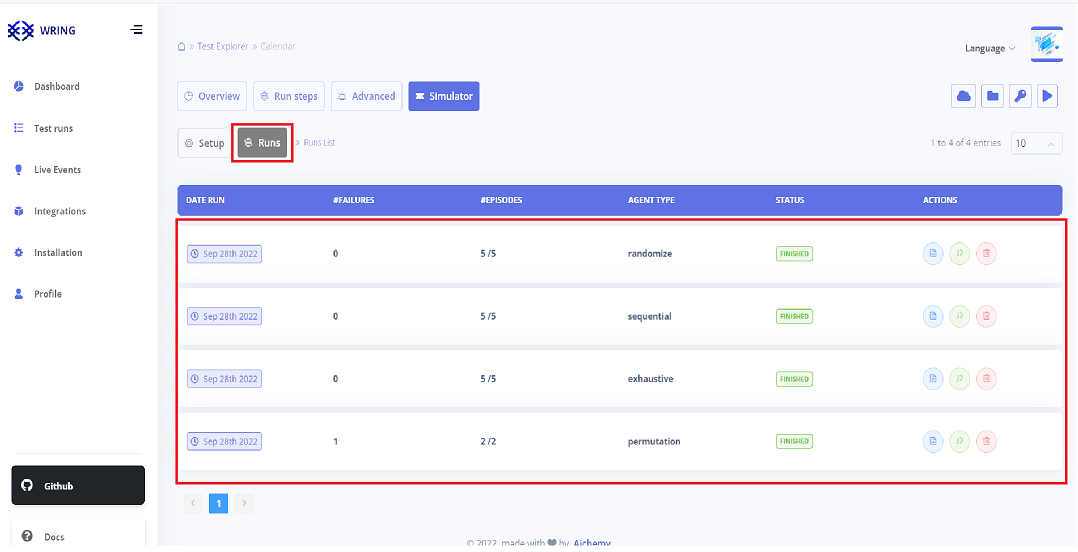 WRING
» Test Explorer » Calendar
Language
Dashboard
Overview
Run steps
Advanced
Simulator
Test runs
Setup
Runs
> Runs List
1 to 4 of 4 entries
10
Live Events
DATE RUN #FAILURES #EPISODES AGENT TYPE STATUS ACTIONS
Integrations
Sep 28th 2022 0 5 /5 randomize FINISHED
Installation
Profile
Sep 28th 2022 0 5 /5 sequential FINISHED
Sep 28th 2022 0 5 /5 exhaustive FINISHED
Sep 28th 2022 1 2 /2 permutation FINISHED
Github
1
Docs
© 2022, made with by Aichemy